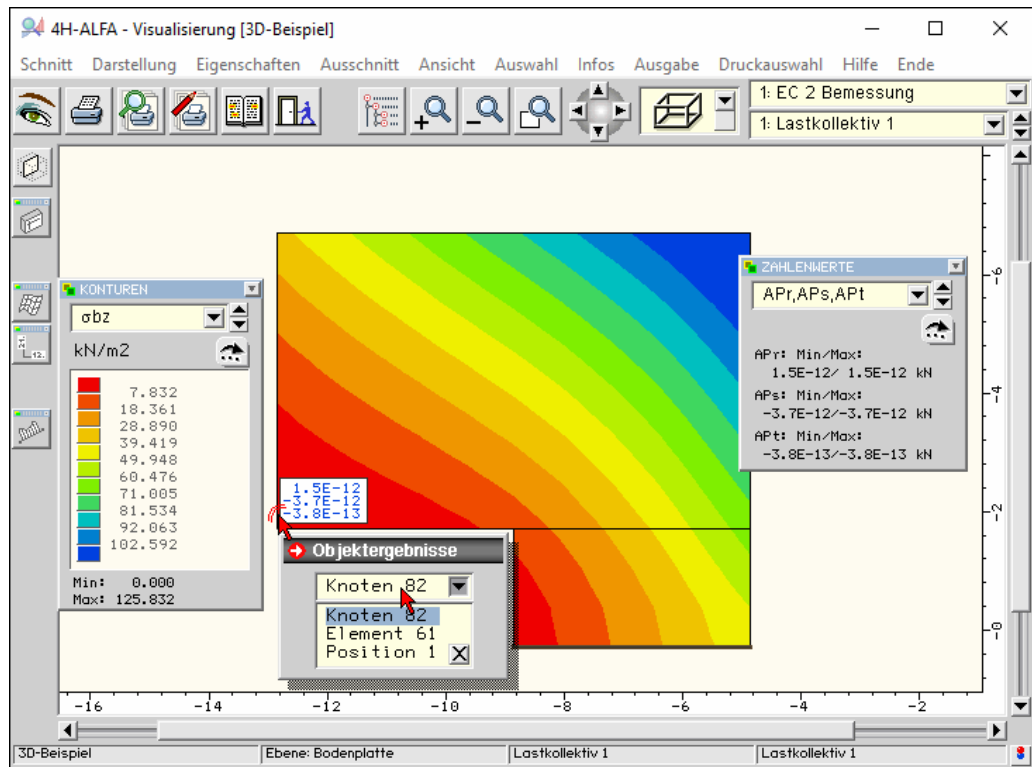 4H-ALFA - Visualisierung [3D-Beispiel]
Schnitt Darstellung Eigenschaften Ausschnitt Ansicht Auswahl Infos Ausgabe Druckauswahl Hilfe Ende
1: EC 2 Bemessung
1: Lastkollektiv 1
KONTUREN
σbz
kN/m2
7.832
18.361
28.890
39.419
49.948
60.476
71.005
81.534
92.063
102.592
Min: 0.000
Max: 125.832
1.5E-12
-3.7E-12
-3.8E-13
Objektergebnisse
Knoten 82
Knoten 82
Element 61
Position 1
ZAHLENWERTE
APr,APs,APt
APr: Min/Max:
1.5E-12/ 1.5E-12 kN
APs: Min/Max:
-3.7E-12/-3.7E-12 kN
APt: Min/Max:
-3.8E-13/-3.8E-13 kN
-6
-4
-2
-0
-16 -14 -12 -10 -8 -6 -4 -2
3D-Beispiel Ebene: Bodenplatte Lastkollektiv 1 Lastkollektiv 1